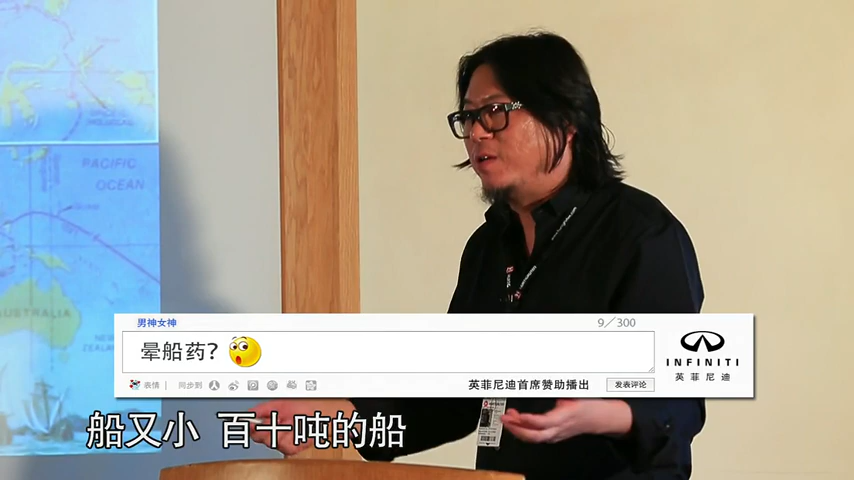 PACIFIC
OCEAN
AUSTRALIA
男神女神
9/300
晕船药?
INFINITI
英菲尼迪
表情 | 同步到
英菲尼迪首席赞助播出
发表评论
船又小 百十吨的船